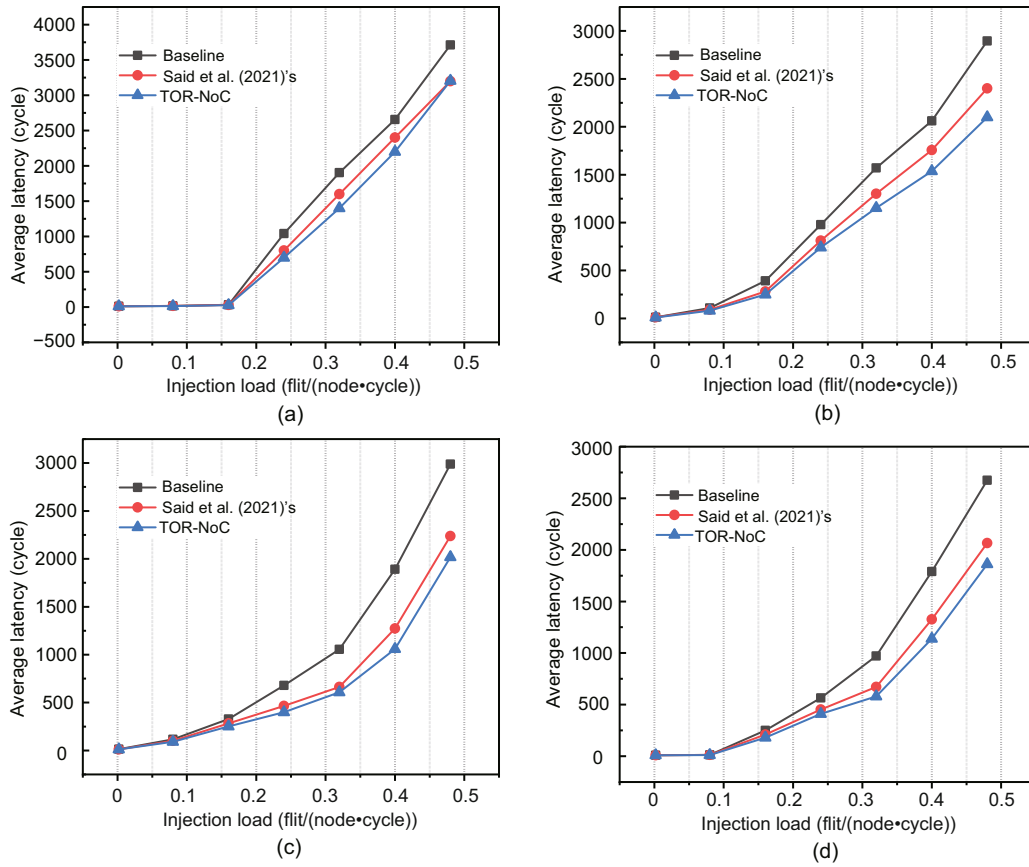 4000
3500
3000
2500
2000
1500
1000
500
0
−500
Average latency (cycle)
Baseline
Said et al. (2021)'s
TOR-NoC
0 0.1 0.2 0.3 0.4 0.5
Injection load (flit/(node•cycle))
(a)
3000
2500
2000
1500
1000
500
0
Average latency (cycle)
Baseline
Said et al. (2021)'s
TOR-NoC
0 0.1 0.2 0.3 0.4 0.5
Injection load (flit/(node•cycle))
(b)
3000
2500
2000
1500
1000
500
0
Average latency (cycle)
Baseline
Said et al. (2021)'s
TOR-NoC
0 0.1 0.2 0.3 0.4 0.5
Injection load (flit/(node•cycle))
(c)
3000
2500
2000
1500
1000
500
0
Average latency (cycle)
Baseline
Said et al. (2021)'s
TOR-NoC
0 0.1 0.2 0.3 0.4 0.5
Injection load (flit/(node•cycle))
(d)